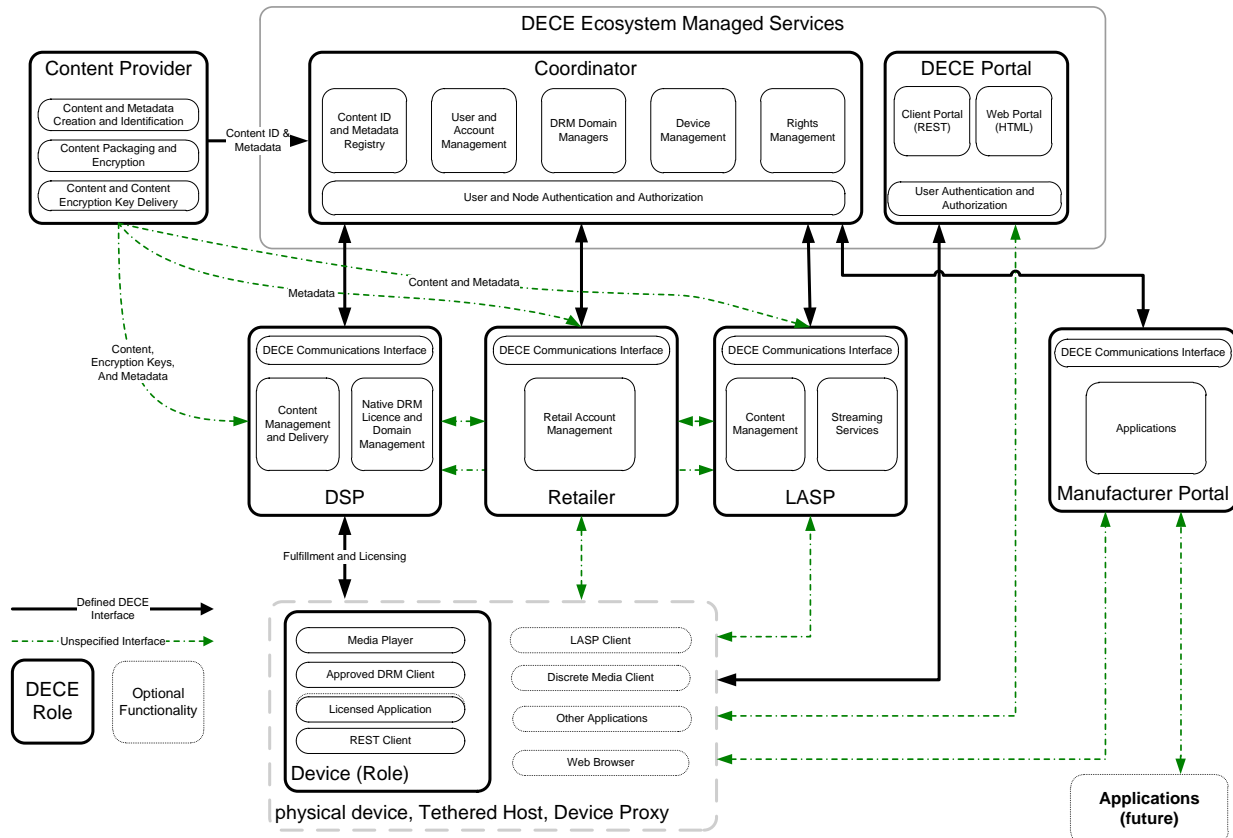 DECE Ecosystem Managed Services
Content Provider
Content and Metadata
Creation and Identification
Content Packaging and
Encryption
Content and Content
Encryption Key Delivery
Content ID &
Metadata
Coordinator
Content ID
and Metadata
Registry
User and
Account
Management
DRM Domain
Managers
Device
Management
Rights
Management
User and Node Authentication and Authorization
DECE Portal
Client Portal
(REST)
Web Portal
(HTML)
User Authentication and
Authorization
Content and Metadata
Metadata
Content,
Encryption Keys,
And Metadata
DECE Communications Interface
Content
Management
and Delivery
Native DRM
Licence and
Domain
Management
DSP
DECE Communications Interface
Retail Account
Management
Retailer
DECE Communications Interface
Content
Management
Streaming
Services
LASP
DECE Communications Interface
Applications
Manufacturer Portal
Fulfillment and Licensing
Defined DECE
Interface
Unspecified Interface
DECE
Role
Optional
Functionality
Media Player
Approved DRM Client
Licensed Application
REST Client
Device (Role)
LASP Client
Discrete Media Client
Other Applications
Web Browser
physical device, Tethered Host, Device Proxy
Applications
(future)